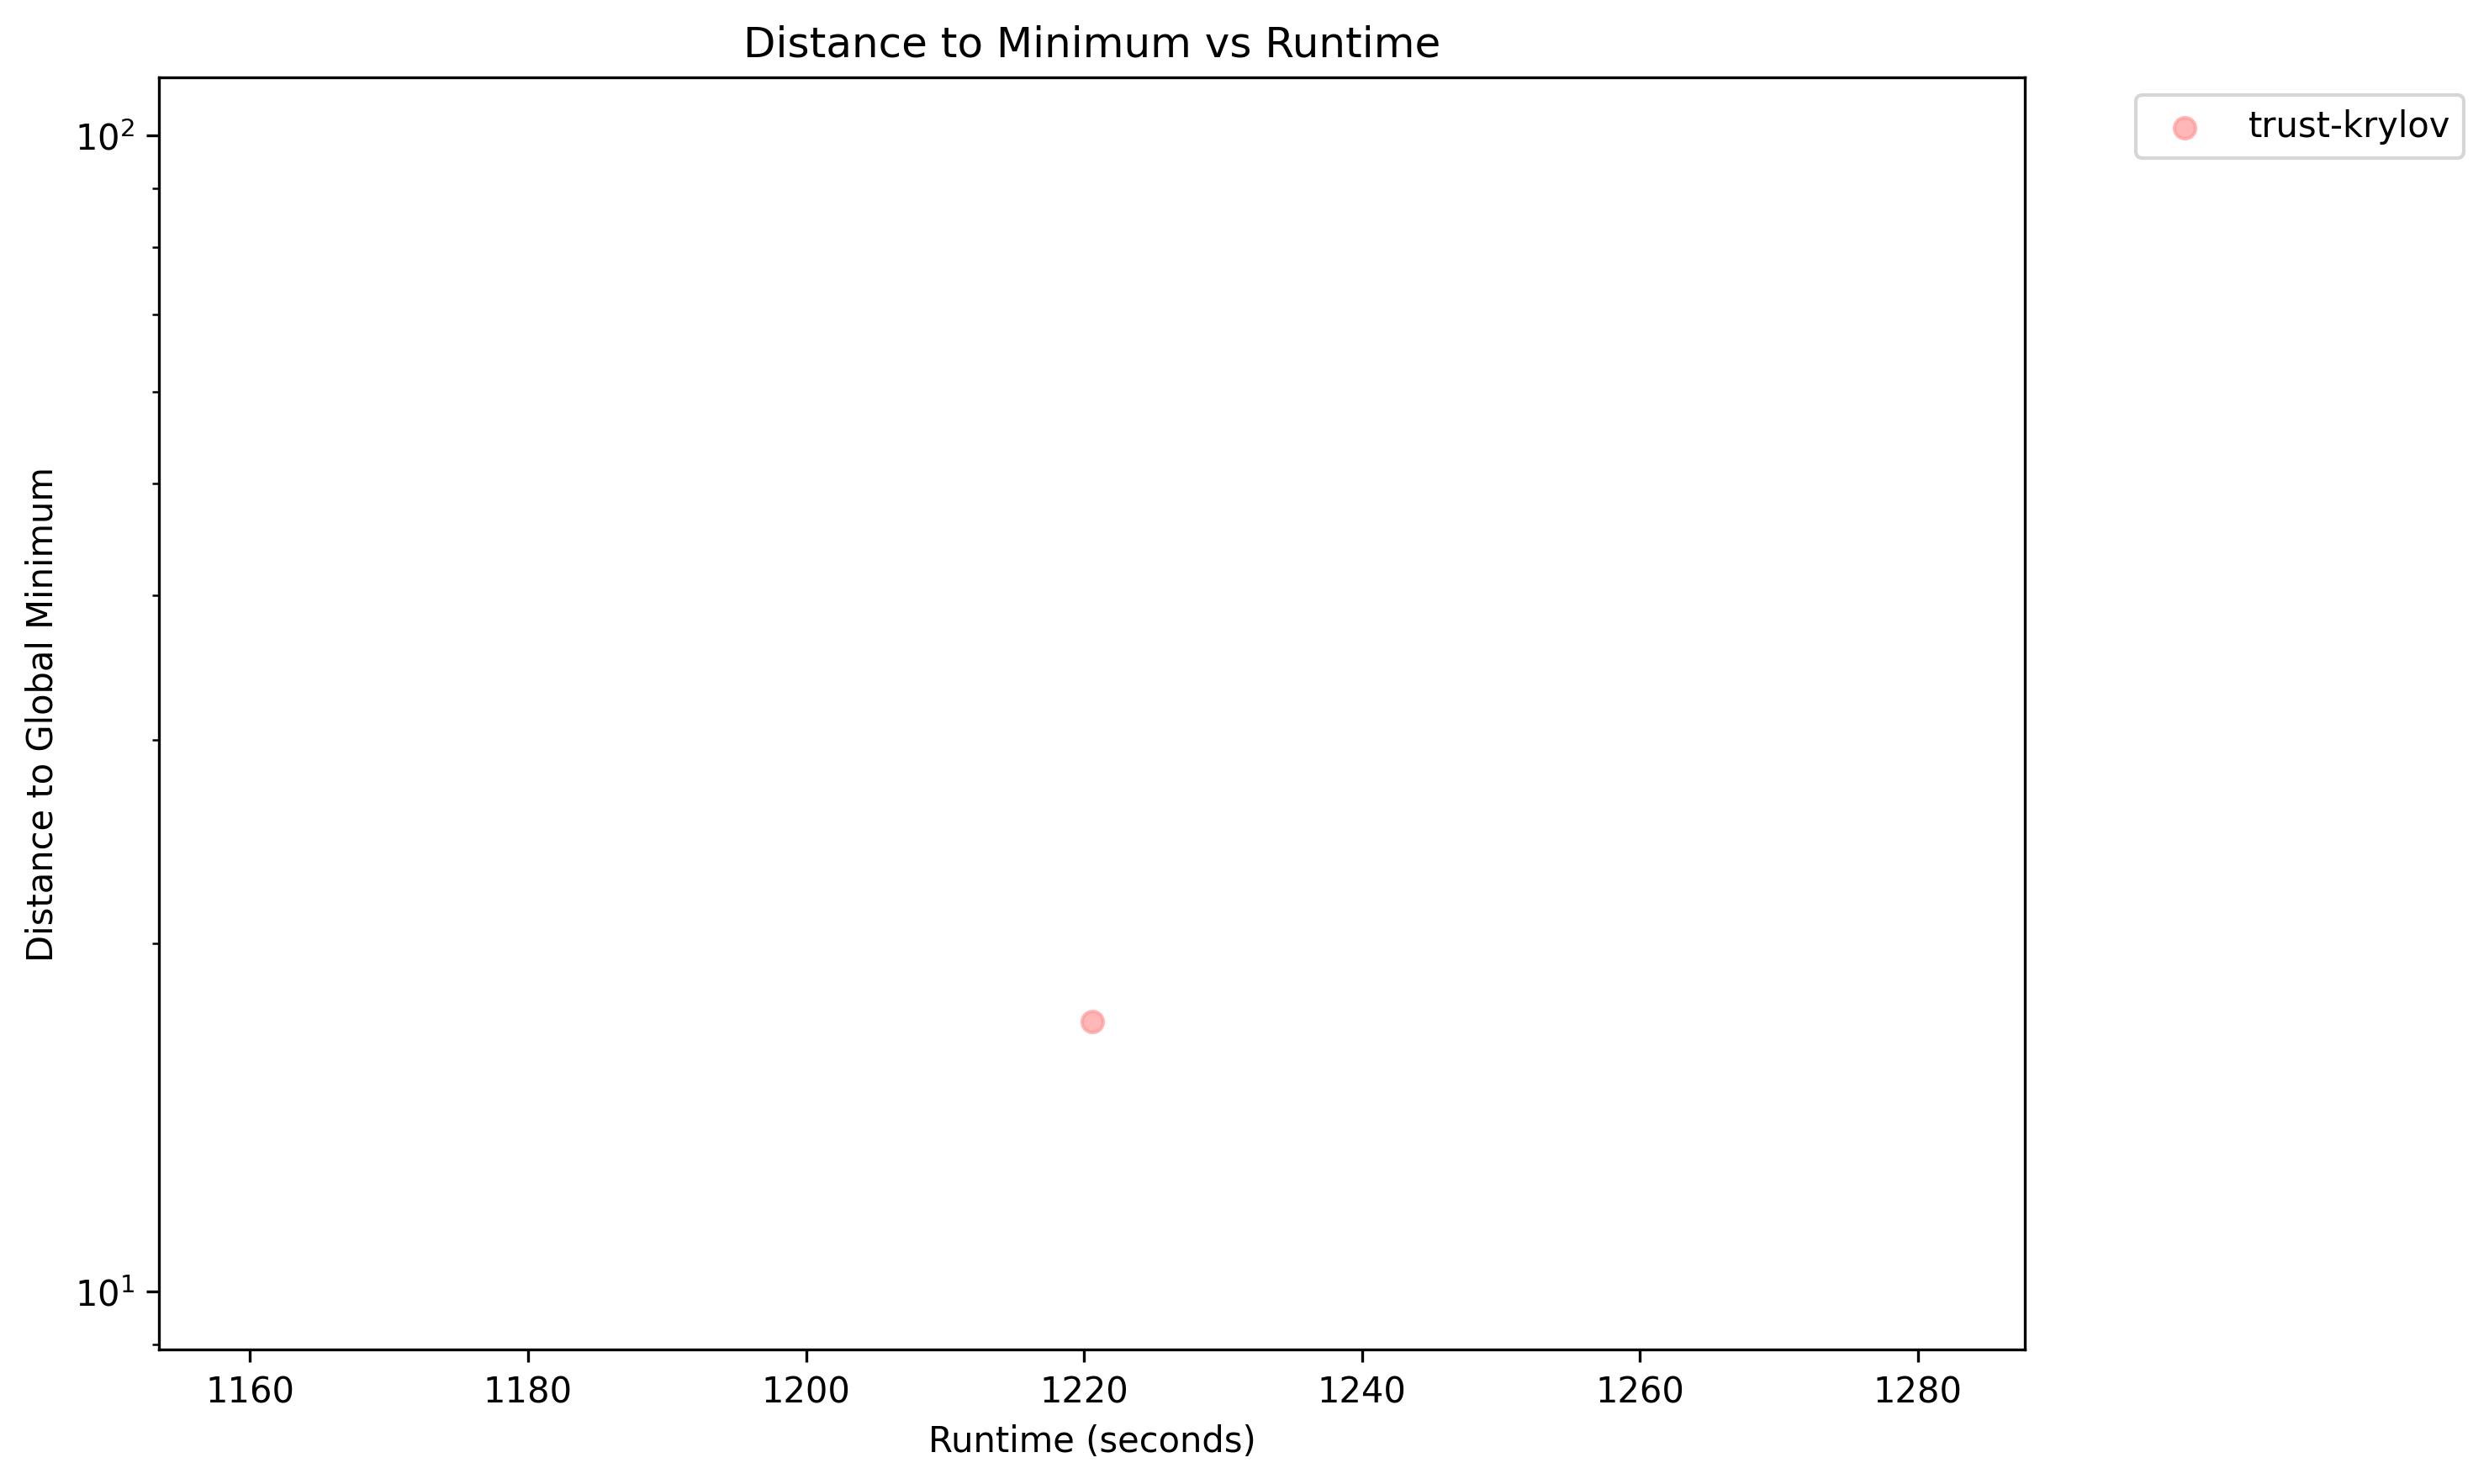 Distance to Minimum vs Runtime
trust-krylov
Distance to Global Minimum
10²
10¹
1160 1180 1200 1220 1240 1260 1280
Runtime (seconds)